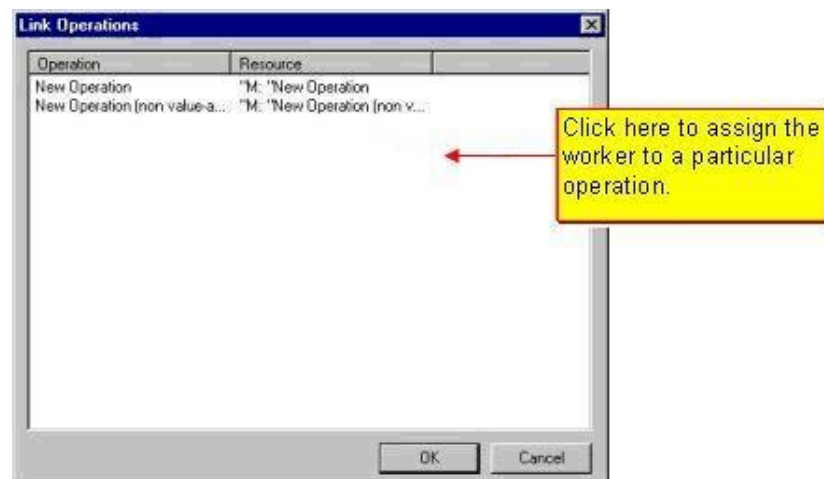 Link Operations
Operation Resource
New Operation "M: "New Operation
New Operation (non value-a... "M: "New Operation (non v...
Click here to assign the
worker to a particular
operation.
OK Cancel